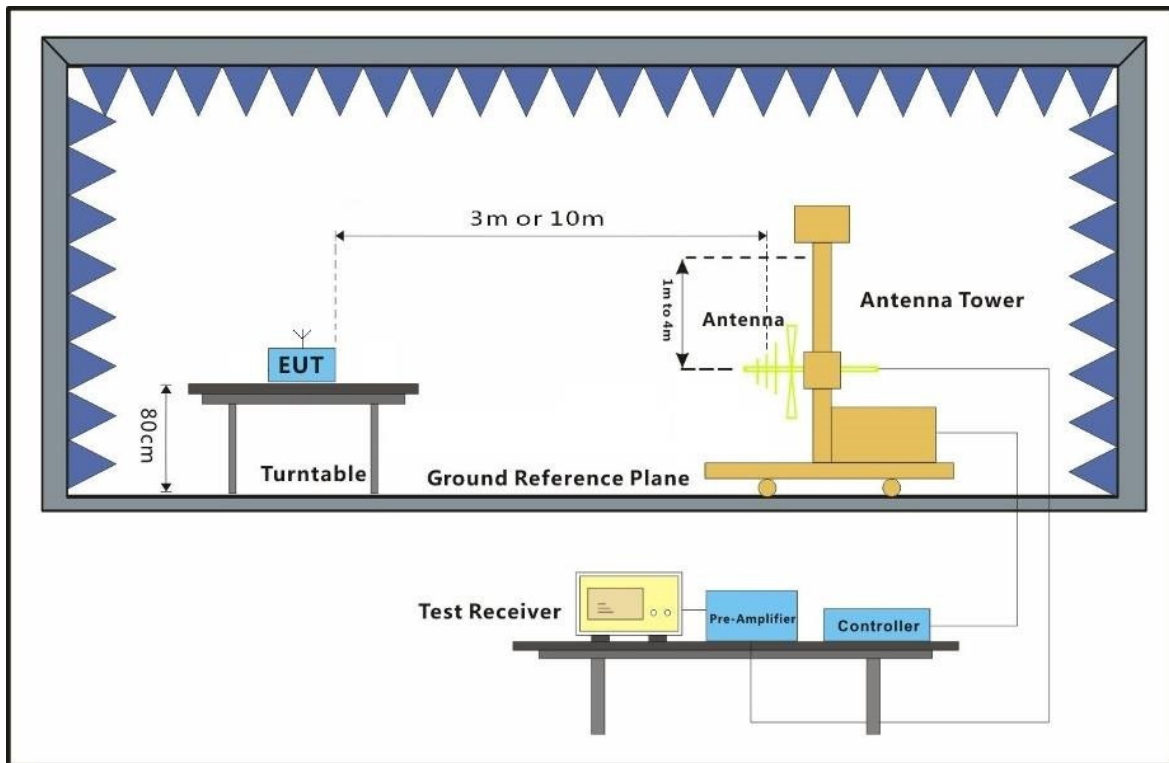 3m or 10m
1m to 4m
Antenna Tower
Antenna
EUT
80cm
Turntable
Ground Reference Plane
Test Receiver
Pre-Amplifier
Controller